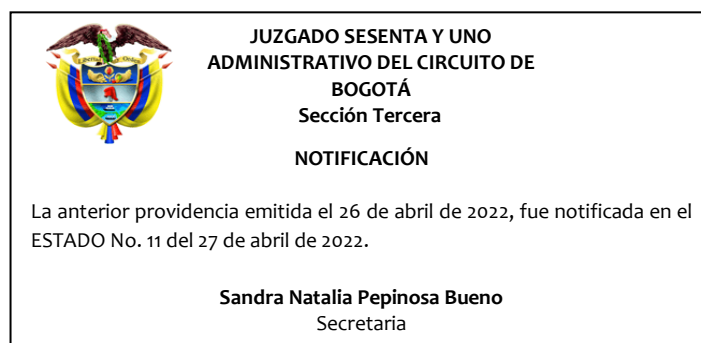 JUZGADO SESENTA Y UNO
ADMINISTRATIVO DEL CIRCUITO DE
BOGOTÁ
Sección Tercera
NOTIFICACIÓN
La anterior providencia emitida el 26 de abril de 2022, fue notificada en el
ESTADO No. 11 del 27 de abril de 2022.
Sandra Natalia Pepinosa Bueno
Secretaria